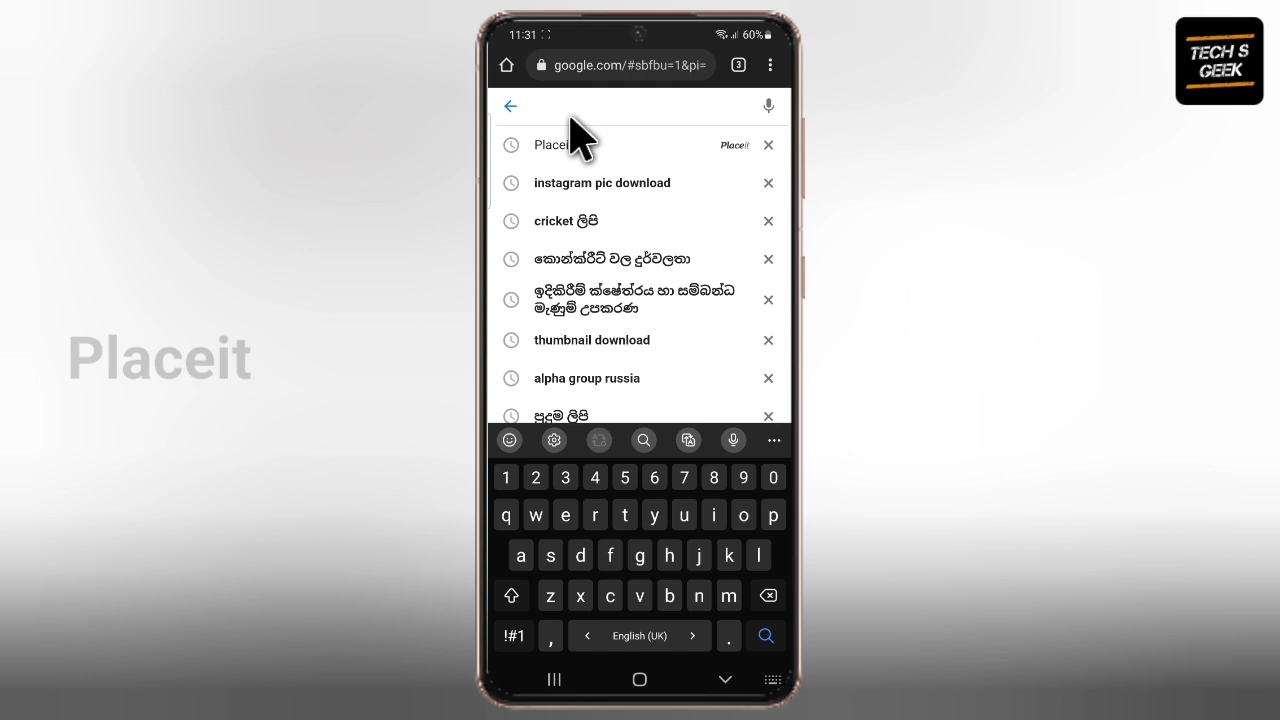 TECH S
GEEK
11:31
60%
google.com/#sbfbu=1&pi=
3
Placei
Placeit
instagram pic download
cricket ලිපි
කොන්ක්රීට් වල දුර්වලතා
ඉදිකිරීම් ක්ෂේත්රය හා සම්බන්ධ
මැණුම් උපකරණ
thumbnail download
alpha group russia
පුදුම ලිපි
Placeit
1 2 3 4 5 6 7 8 9 0
q w e r t y u i o p
a s d f g h j k l
z x c v b n m
!#1 , < English (UK) > .